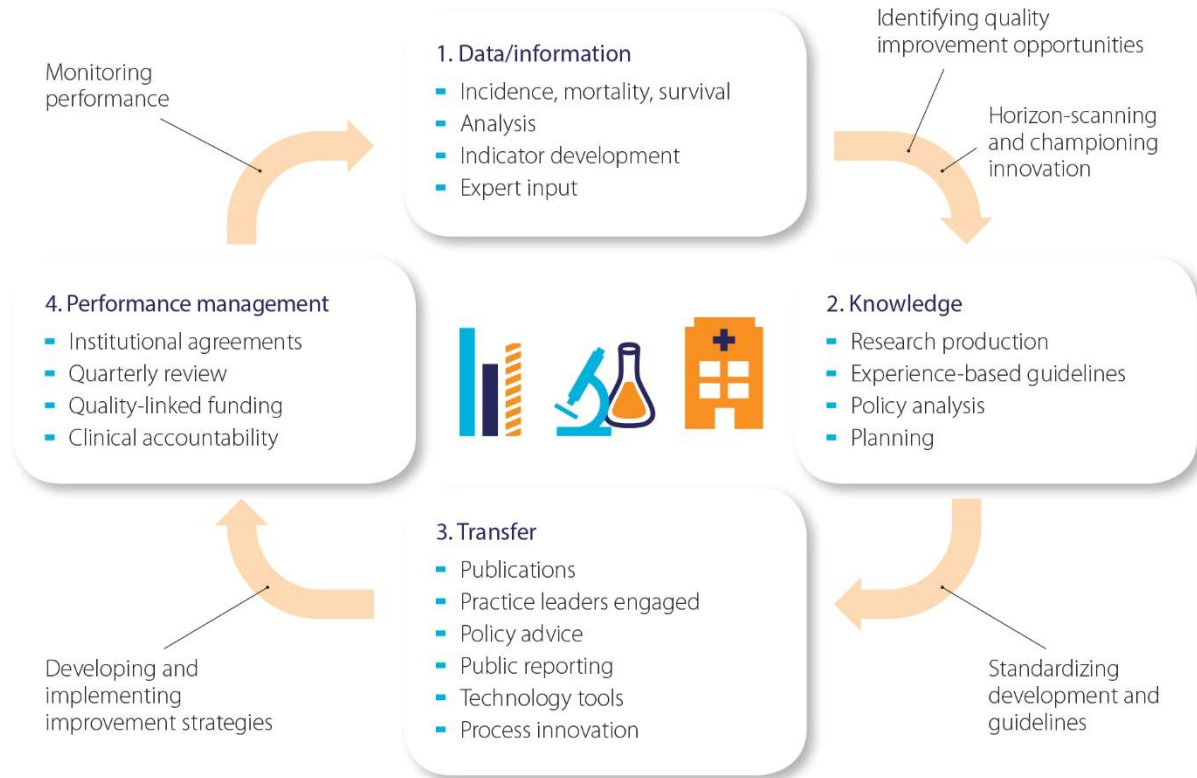 1. Data/information
Incidence, mortality, survival
Analysis
Indicator development
Expert input
Identifying quality
improvement opportunities
Horizon-scanning
and championing
innovation
2. Knowledge
Research production
Experience-based guidelines
Policy analysis
Planning
Standardizing
development and
guidelines
3. Transfer
Publications
Practice leaders engaged
Policy advice
Public reporting
Technology tools
Process innovation
Developing and
implementing
improvement strategies
4. Performance management
Institutional agreements
Quarterly review
Quality-linked funding
Clinical accountability
Monitoring
performance